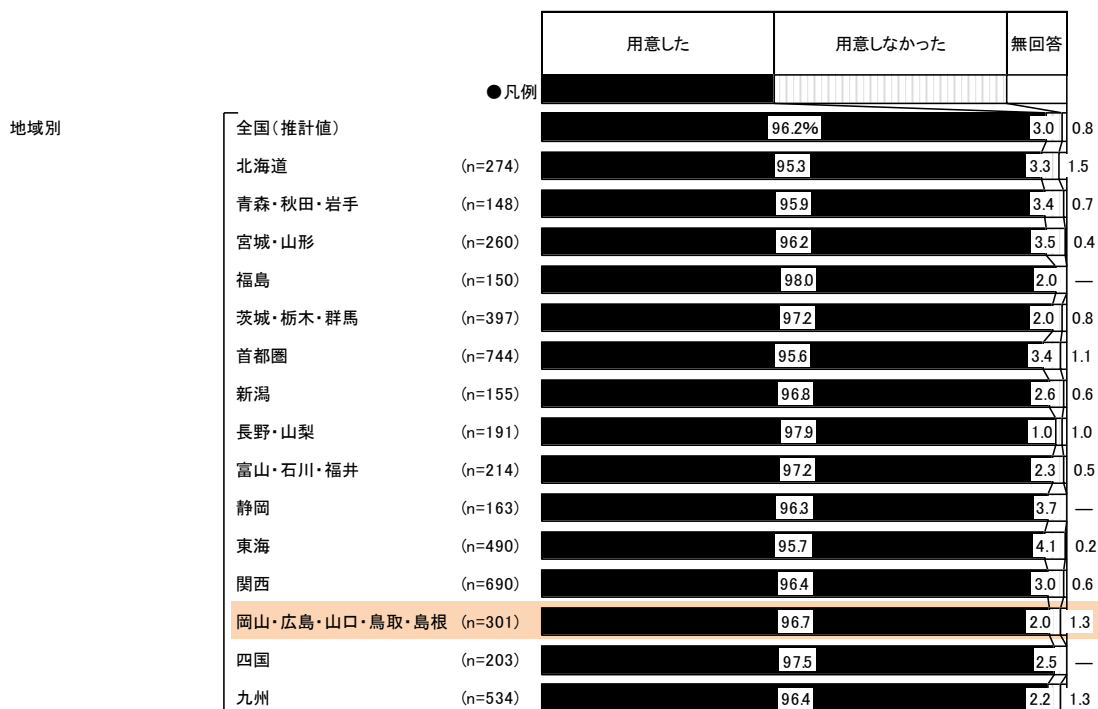 用意した 用意しなかった 無回答
●凡例
地域別 全国(推計値) 96.2% 3.0 0.8
北海道 (n=274) 95.3 3.3 1.5
青森・秋田・岩手 (n=148) 95.9 3.4 0.7
宮城・山形 (n=260) 96.2 3.5 0.4
福島 (n=150) 98.0 2.0 ―
茨城・栃木・群馬 (n=397) 97.2 2.0 0.8
首都圏 (n=744) 95.6 3.4 1.1
新潟 (n=155) 96.8 2.6 0.6
長野・山梨 (n=191) 97.9 1.0 1.0
富山・石川・福井 (n=214) 97.2 2.3 0.5
静岡 (n=163) 96.3 3.7 ―
東海 (n=490) 95.7 4.1 0.2
関西 (n=690) 96.4 3.0 0.6
岡山・広島・山口・鳥取・島根 (n=301) 96.7 2.0 1.3
四国 (n=203) 97.5 2.5 ―
九州 (n=534) 96.4 2.2 1.3